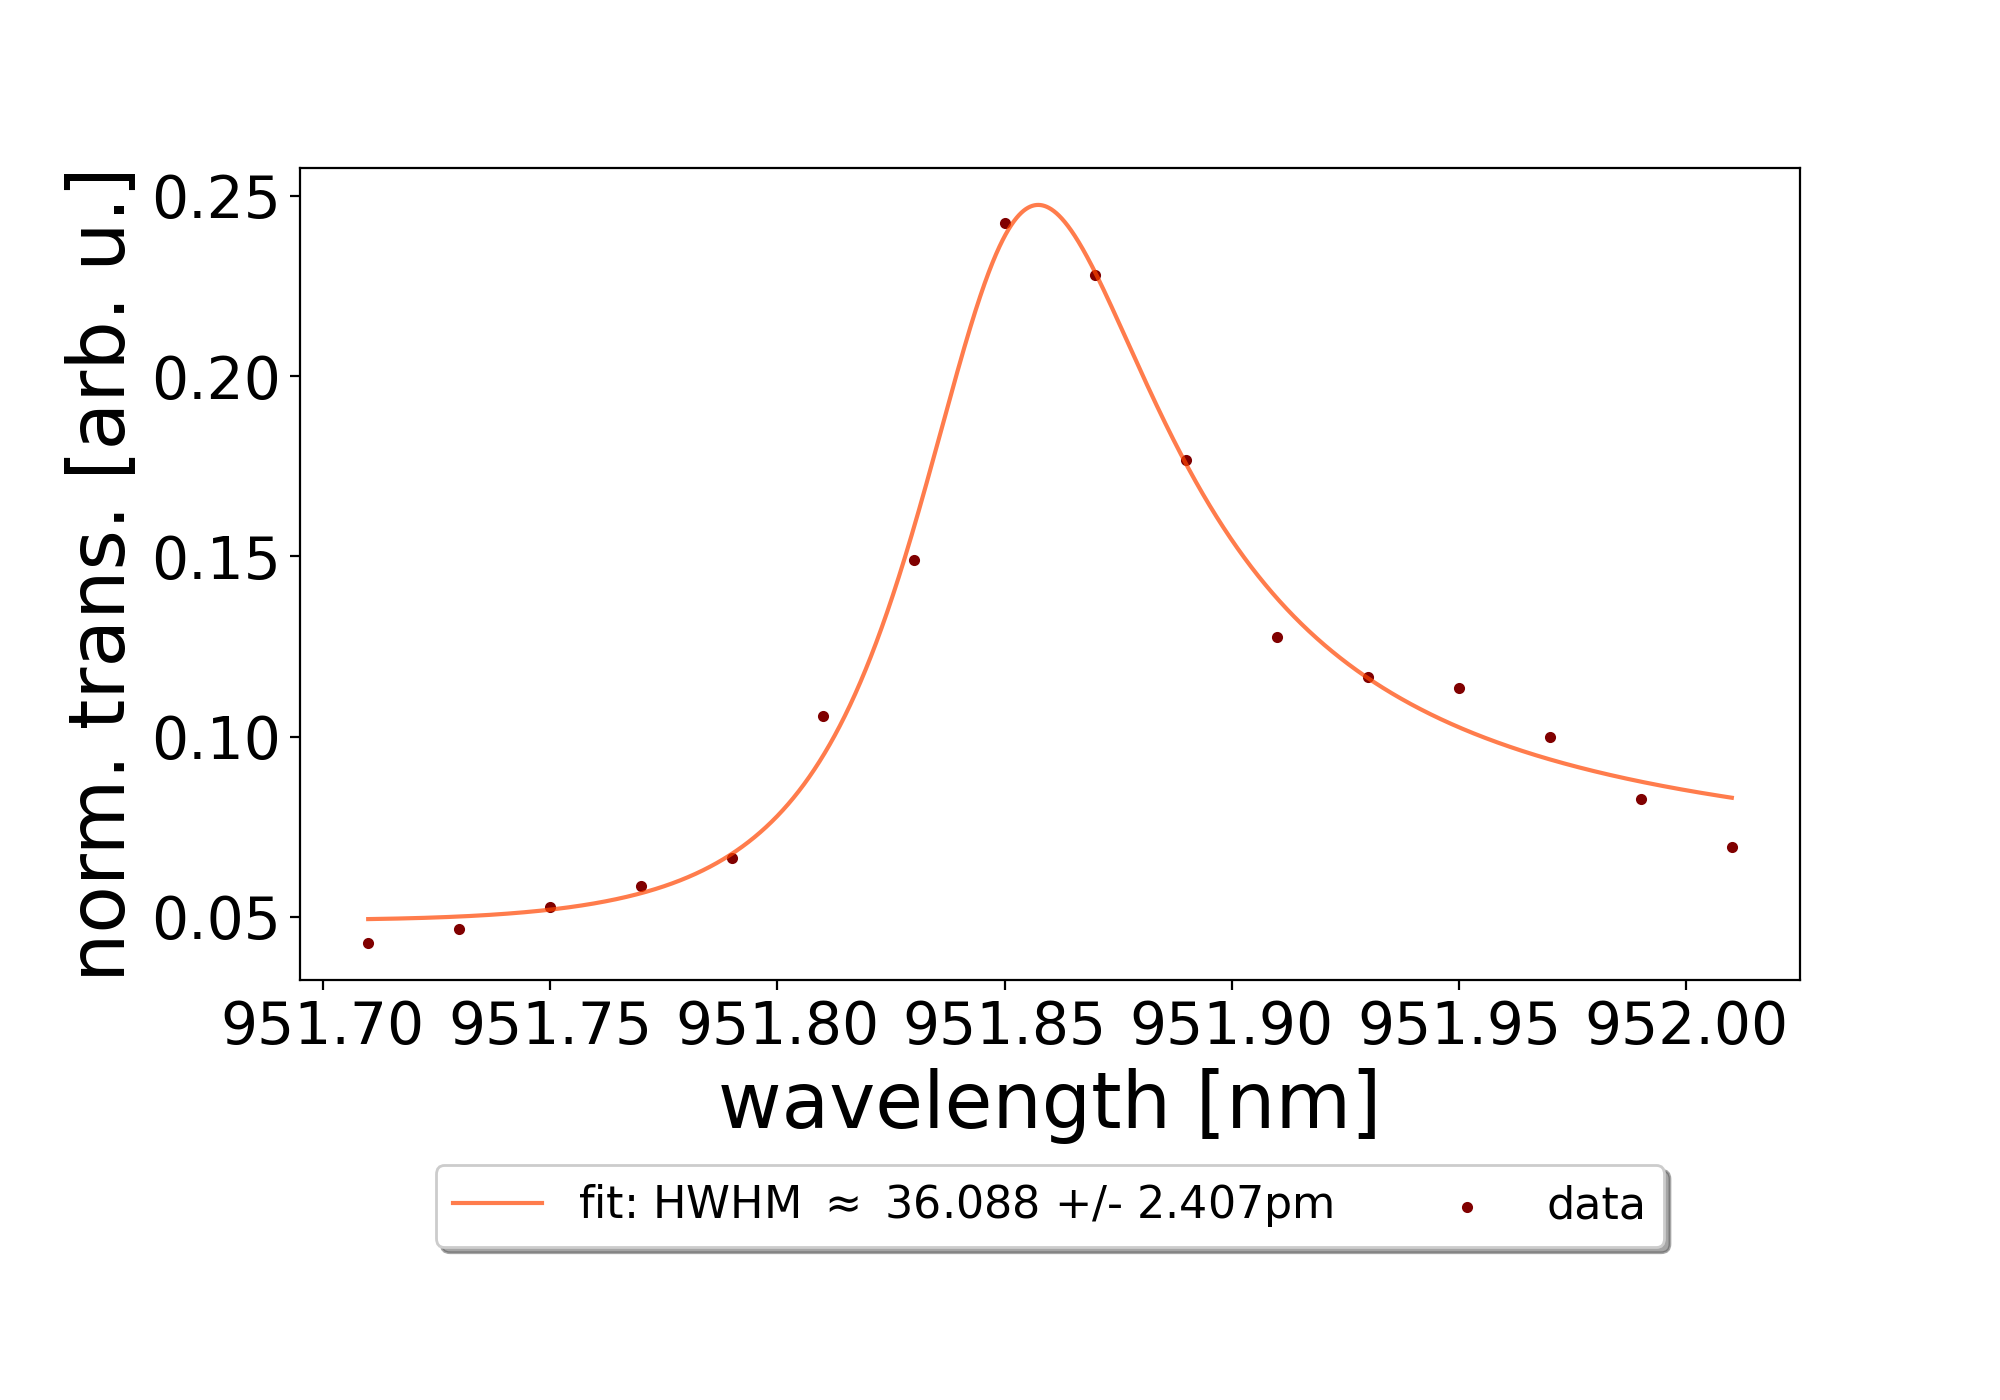 norm. trans. [arb. u.]
0.25
0.20
0.15
0.10
0.05
951.70 951.75 951.80 951.85 951.90 951.95 952.00
wavelength [nm]
fit: HWHM ≈ 36.088 +/- 2.407pm data